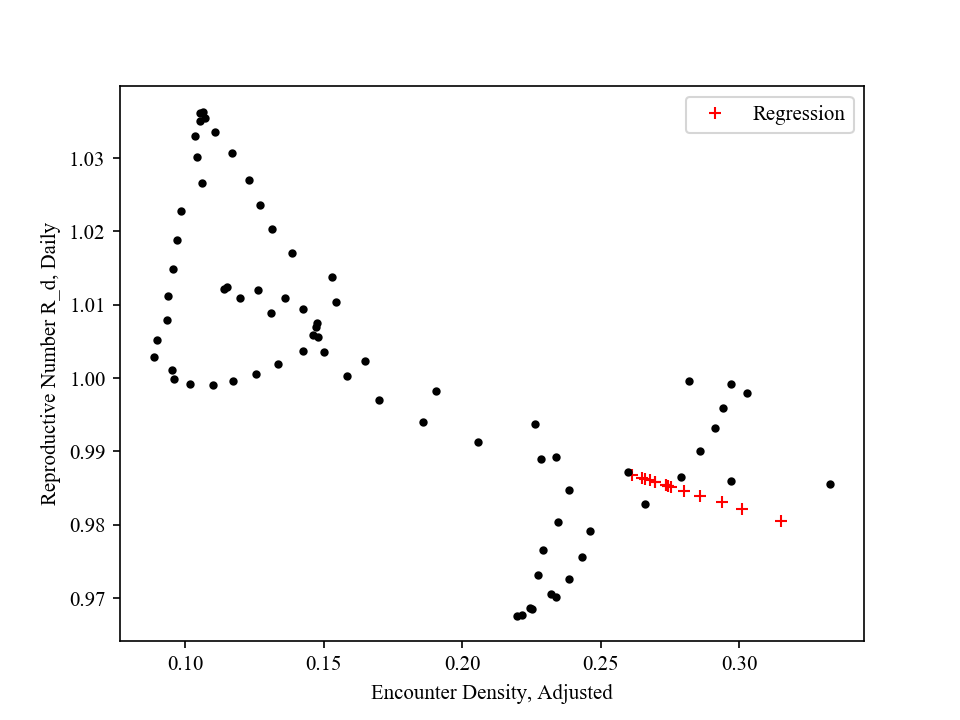 Regression
1.03
1.02
1.01
1.00
0.99
0.98
0.97
Reproductive Number R_d, Daily
0.10 0.15 0.20 0.25 0.30
Encounter Density, Adjusted